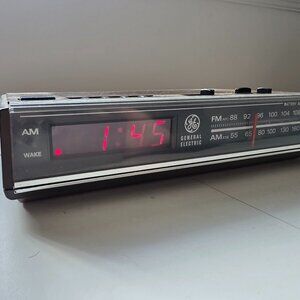 AM
WAKE
1:45
GE
GENERAL
ELECTRIC
FM 88 92 96 100 104
AM 55 65 80 100 130